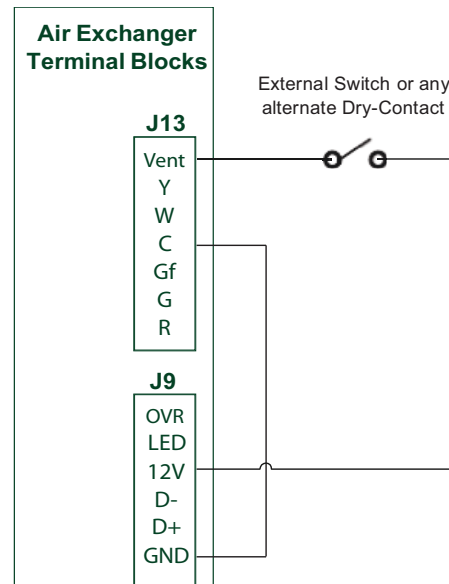 Air Exchanger
Terminal Blocks
External Switch or any
alternate Dry-Contact
J13
Vent
Y
W
C
Gf
G
R
J9
OVR
LED
12V
D-
D+
GND